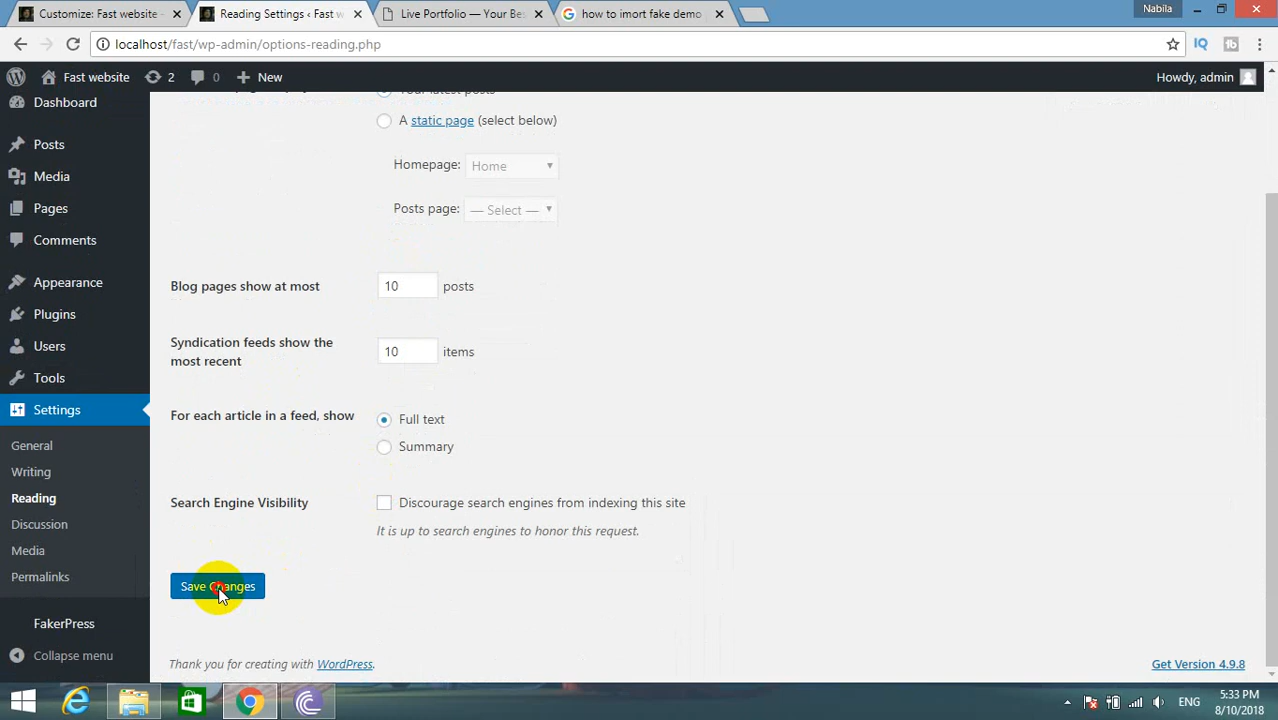 Customize: Fast website -
Reading Settings ‹ Fast w
Live Portfolio — Your Be
how to imort fake demo
Nabila
localhost/fast/wp-admin/options-reading.php
Fast website
2
0
New
Howdy, admin
Dashboard
Posts
Media
Pages
Comments
Appearance
Plugins
Users
Tools
Settings
General
Writing
Reading
Discussion
Media
Permalinks
FakerPress
Collapse menu
Your latest posts
A static page (select below)
Homepage: Home
Posts page: — Select —
Blog pages show at most 10 posts
Syndication feeds show the
most recent
10 items
For each article in a feed, show
Full text
Summary
Search Engine Visibility
Discourage search engines from indexing this site
It is up to search engines to honor this request.
Save Changes
Thank you for creating with WordPress.
Get Version 4.9.8
ENG
5:33 PM
8/10/2018